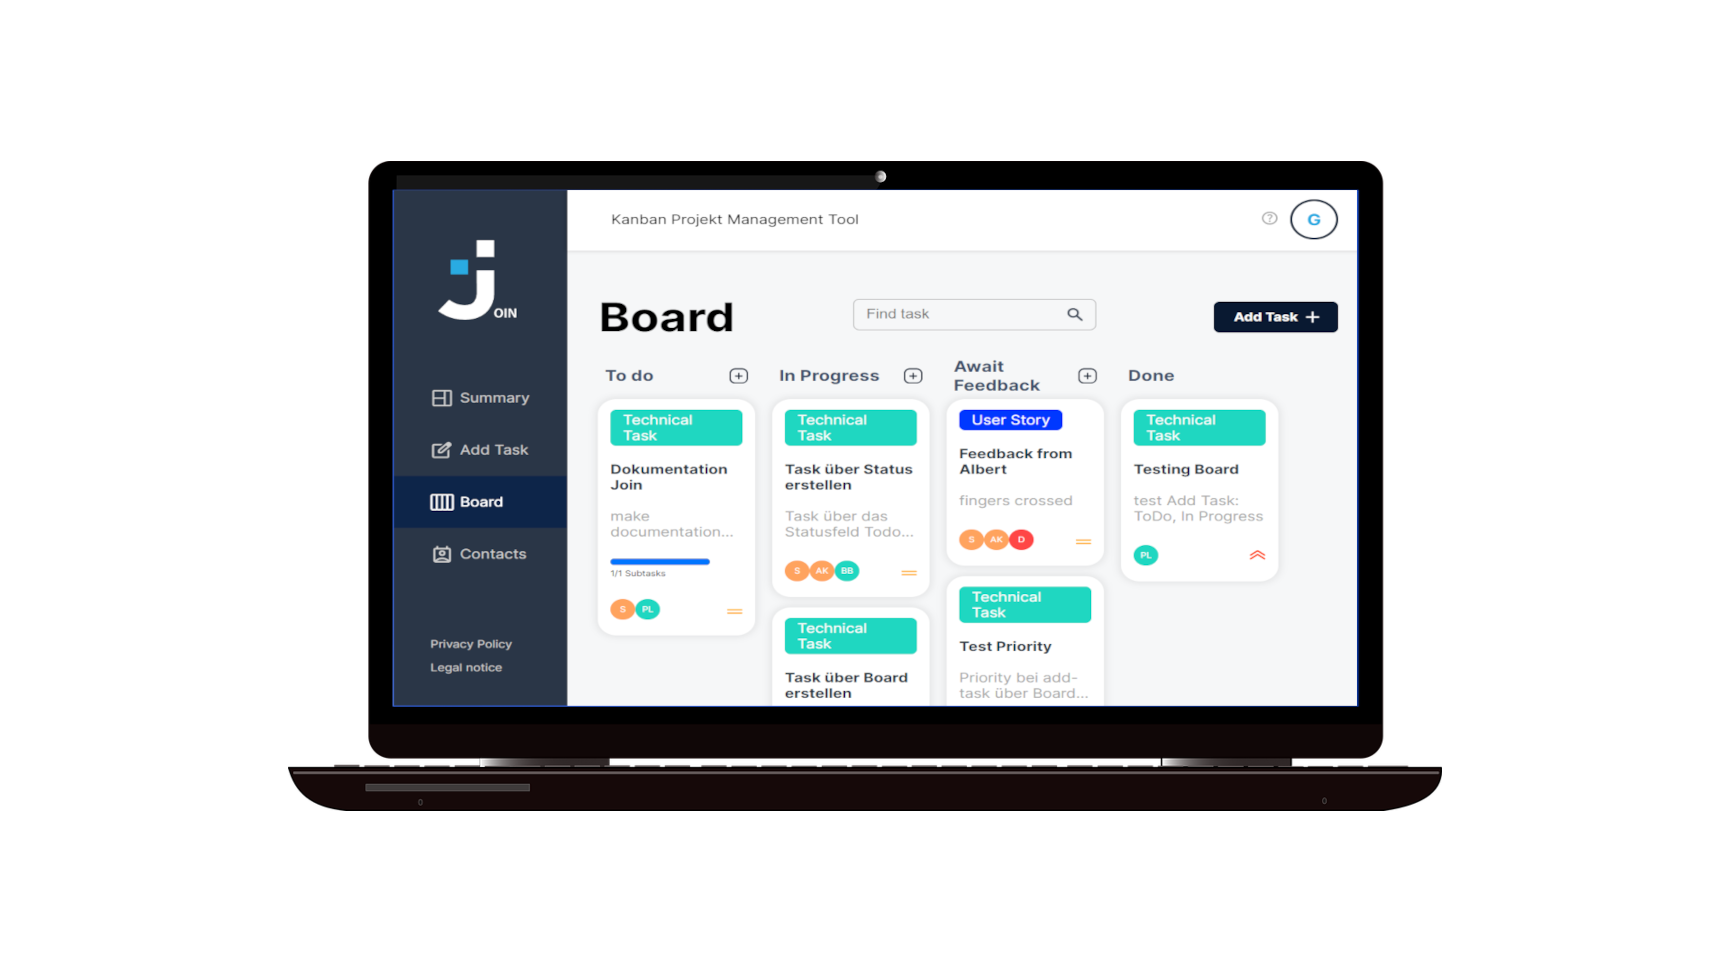 Kanban Projekt Management Tool
?
G
OIN
Summary
Add Task
Board
Contacts
Privacy Policy
Legal notice
Board
Find task
Add Task +
To do
Technical
Task
Dokumentation
Join
make
documentation...
1/1 Subtasks
S
PL
In Progress
Technical
Task
Task über Status
erstellen
Task über das
Statusfeld Todo...
S
AK
BB
Technical
Task
Task über Board
erstellen
Await
Feedback
User Story
Feedback from
Albert
fingers crossed
S
AK
D
Technical
Task
Test Priority
Priority bei add-
task über Board...
Done
Technical
Task
Testing Board
test Add Task:
ToDo, In Progress
PL